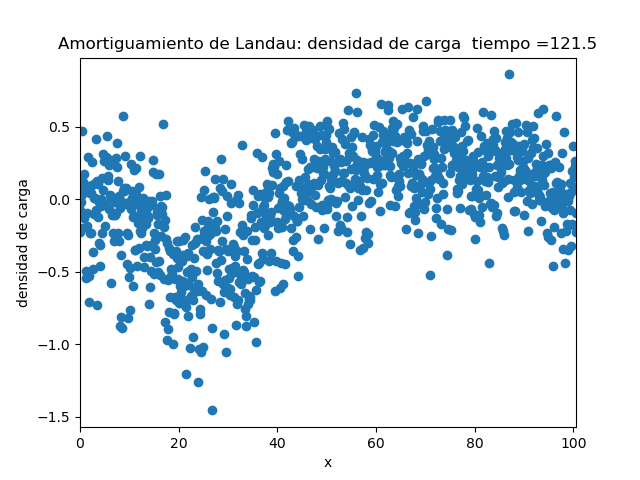 Amortiguamiento de Landau: densidad de carga  tiempo =121.5
densidad de carga
0.5
0.0
−0.5
−1.0
−1.5
0 20 40 60 80 100
x